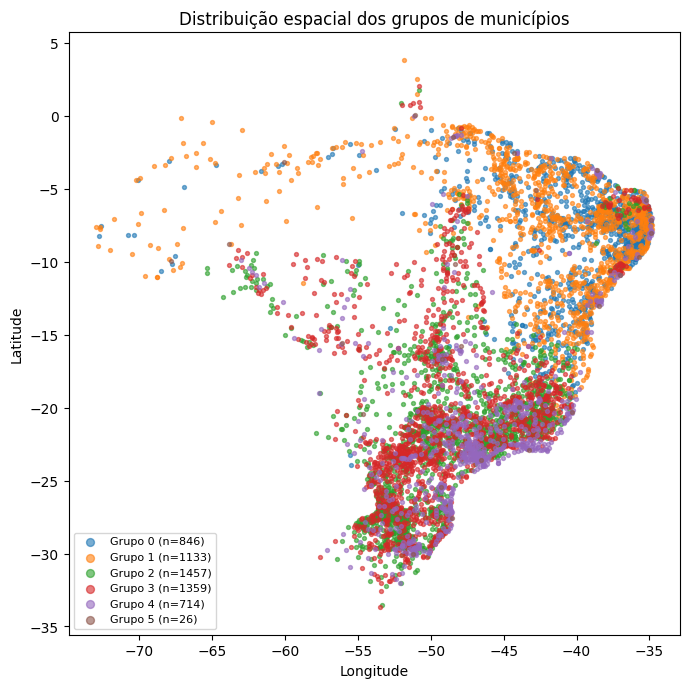 Distribuição espacial dos grupos de municípios
5
0
−5
−10
−15
−20
−25
−30
−35
Latitude
Grupo 0 (n=846)
Grupo 1 (n=1133)
Grupo 2 (n=1457)
Grupo 3 (n=1359)
Grupo 4 (n=714)
Grupo 5 (n=26)
−70 −65 −60 −55 −50 −45 −40 −35
Longitude